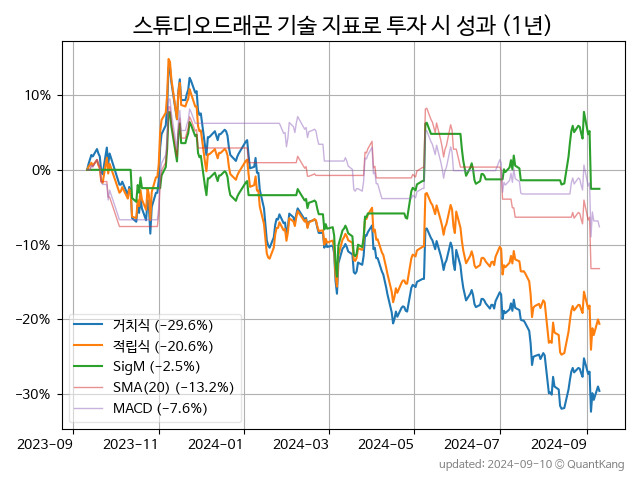 스튜디오드래곤 기술 지표로 투자 시 성과 (1년)
10%
0%
−10%
−20%
−30%
거치식 (−29.6%)
적립식 (−20.6%)
SigM (−2.5%)
SMA(20) (−13.2%)
MACD (−7.6%)
2023-09 2023-11 2024-01 2024-03 2024-05 2024-07 2024-09
updated: 2024-09-10 ⓒ QuantKang